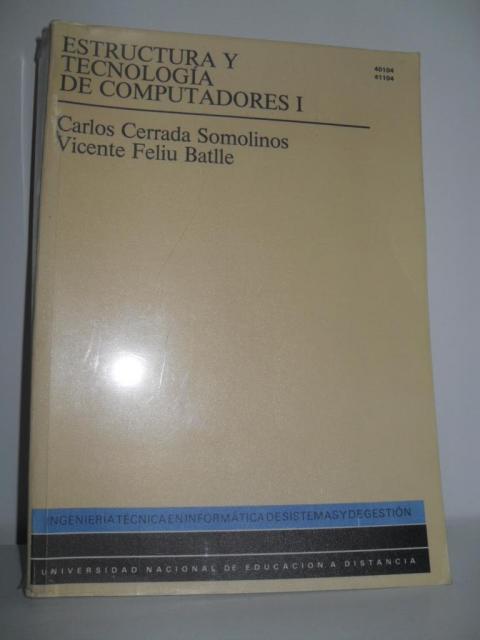 ESTRUCTURA Y
TECNOLOGÍA
DE COMPUTADORES I
40104
41104
Carlos Cerrada Somolinos
Vicente Feliu Batlle
INGENIERÍA TÉCNICA EN INFORMÁTICA DE SISTEMAS Y DE GESTIÓN
UNIVERSIDAD NACIONAL DE EDUCACION A DISTANCIA